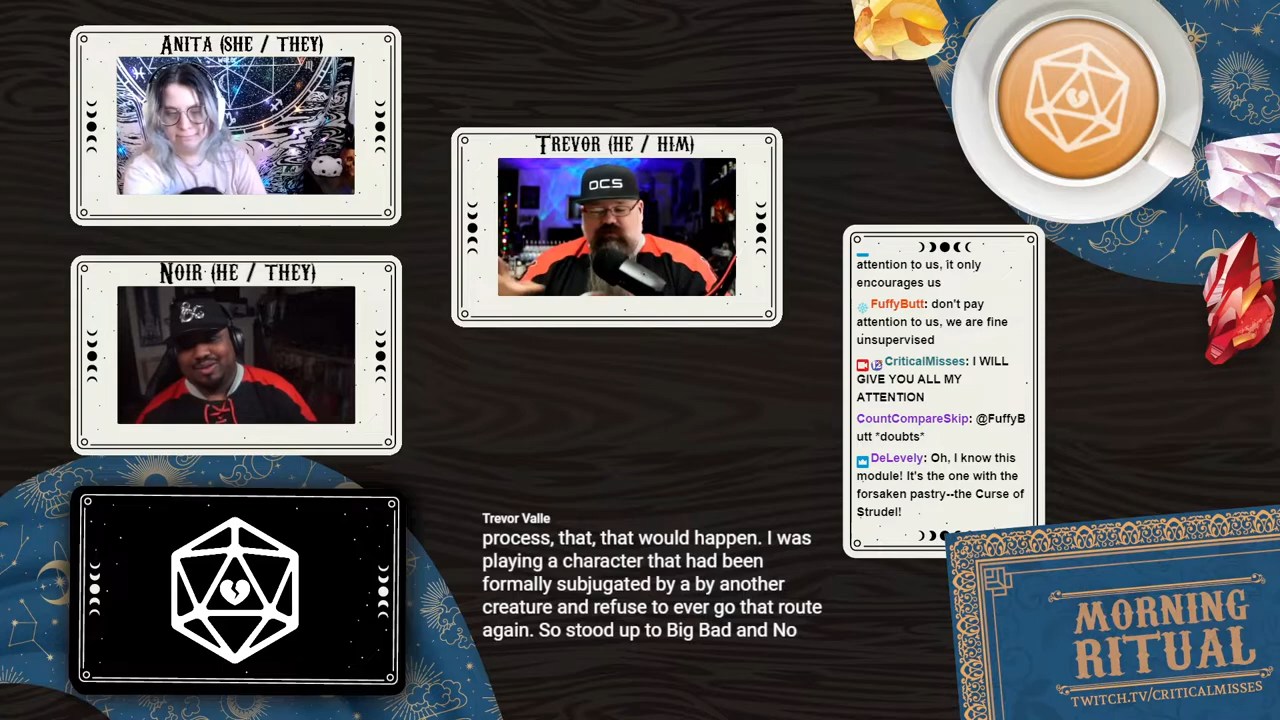 Anita (she / they)
Trevor (he / him)
OCS
Noir (he / they)
attention to us, it only
encourages us
FuffyButt: don't pay
attention to us, we are fine
unsupervised
CriticalMisses: I WILL
GIVE YOU ALL MY
ATTENTION
CountCompareSkip: @FuffyB
utt *doubts*
DeLevely: Oh, I know this
module! It's the one with the
forsaken pastry--the Curse of
Strudel!
Trevor Valle
process, that, that would happen. I was
playing a character that had been
formally subjugated by a by another
creature and refuse to ever go that route
again. So stood up to Big Bad and No
MORNING
RITUAL
TWITCH.TV/CRITICALMISSES